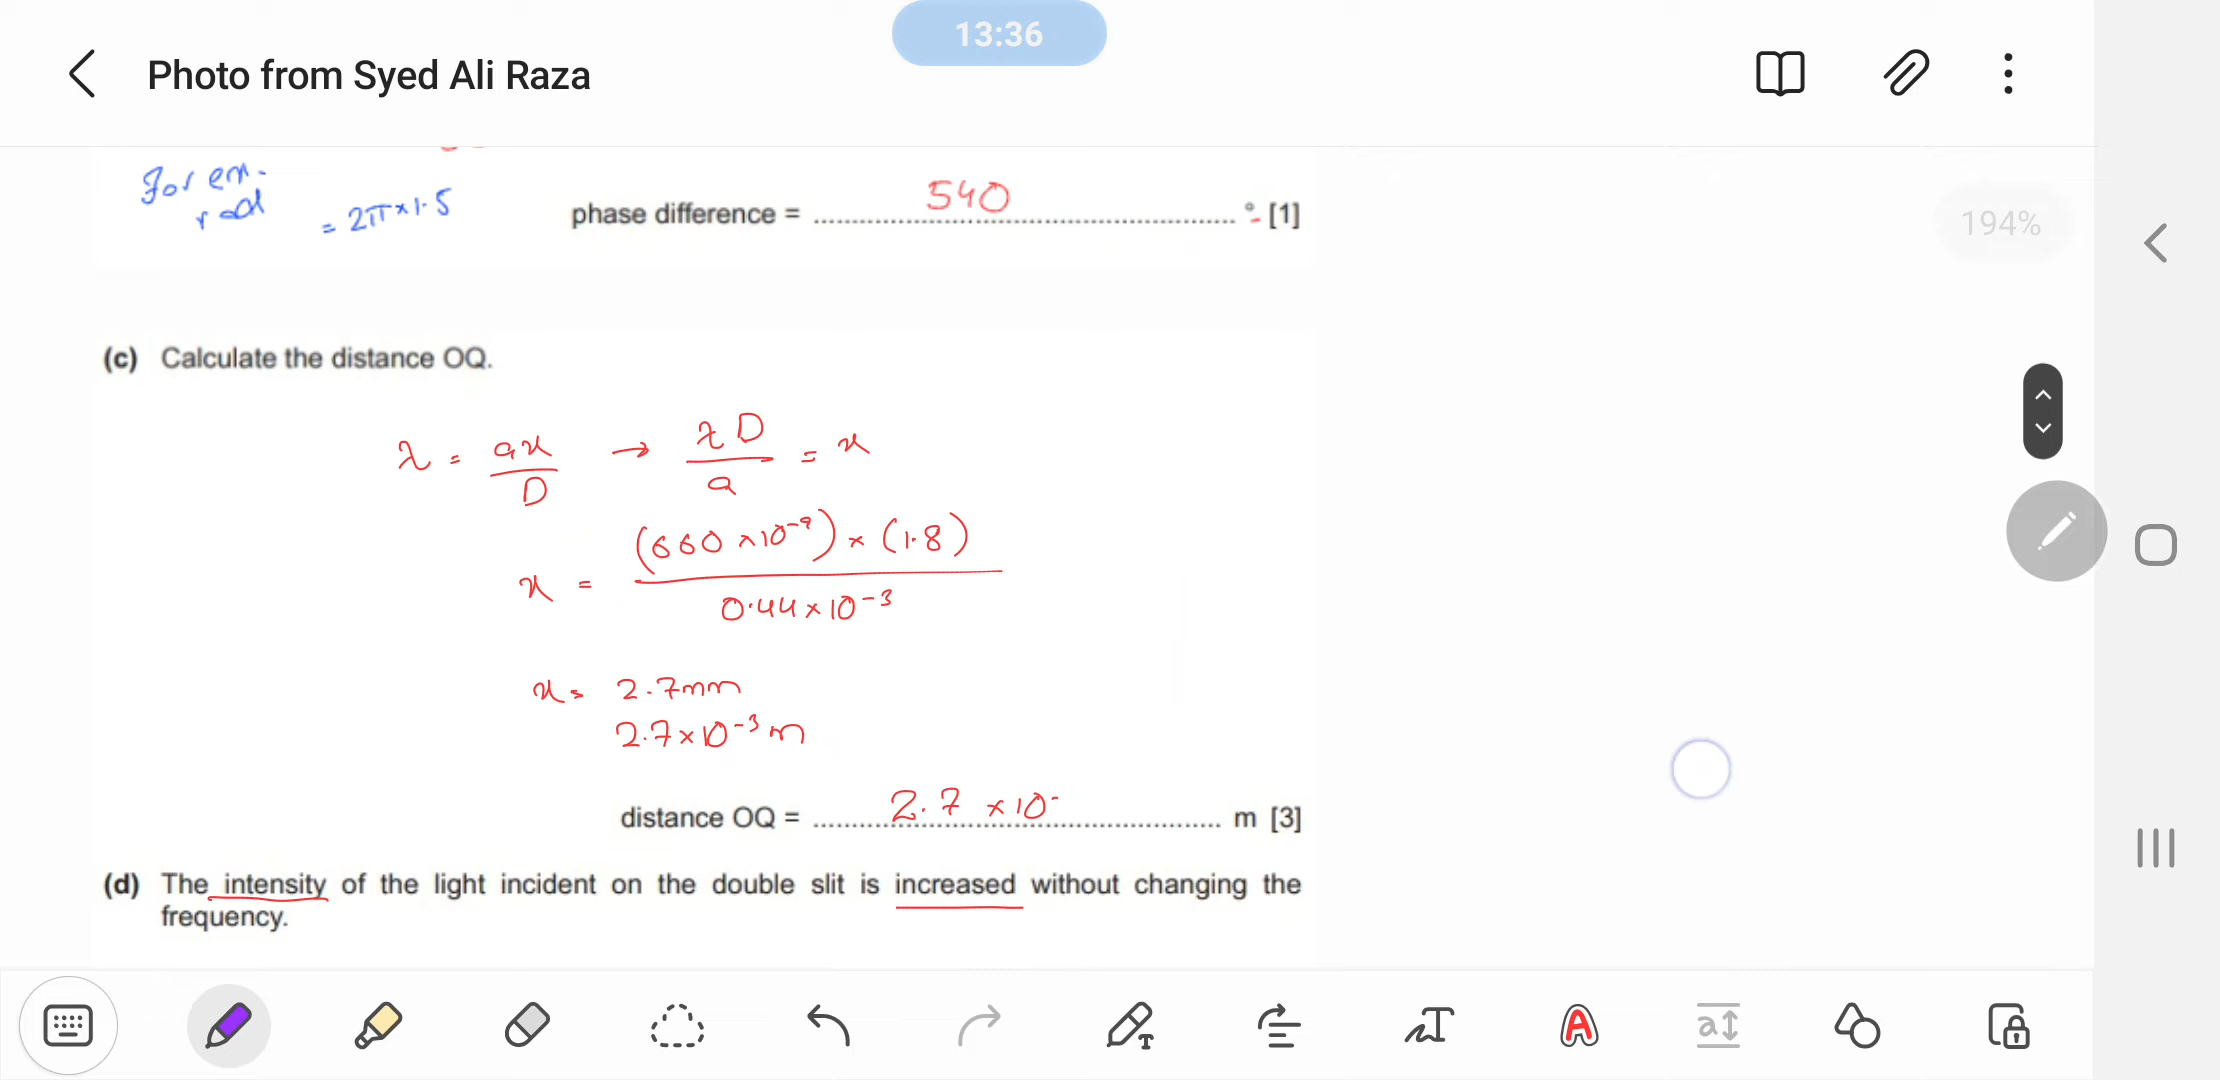 13:36
Photo from Syed Ali Raza
for em.
rad
= 2π×1.5
phase difference = 540 ° [1]
194%
(c) Calculate the distance OQ.
λ = ax/D → λD/a = x
x = (660 ×10⁻⁹) × (1.8) / 0.44×10⁻³
x = 2.7mm
2.7×10⁻³ m
distance OQ = 2.7 ×10⁻ m [3]
(d) The intensity of the light incident on the double slit is increased without changing the
frequency.